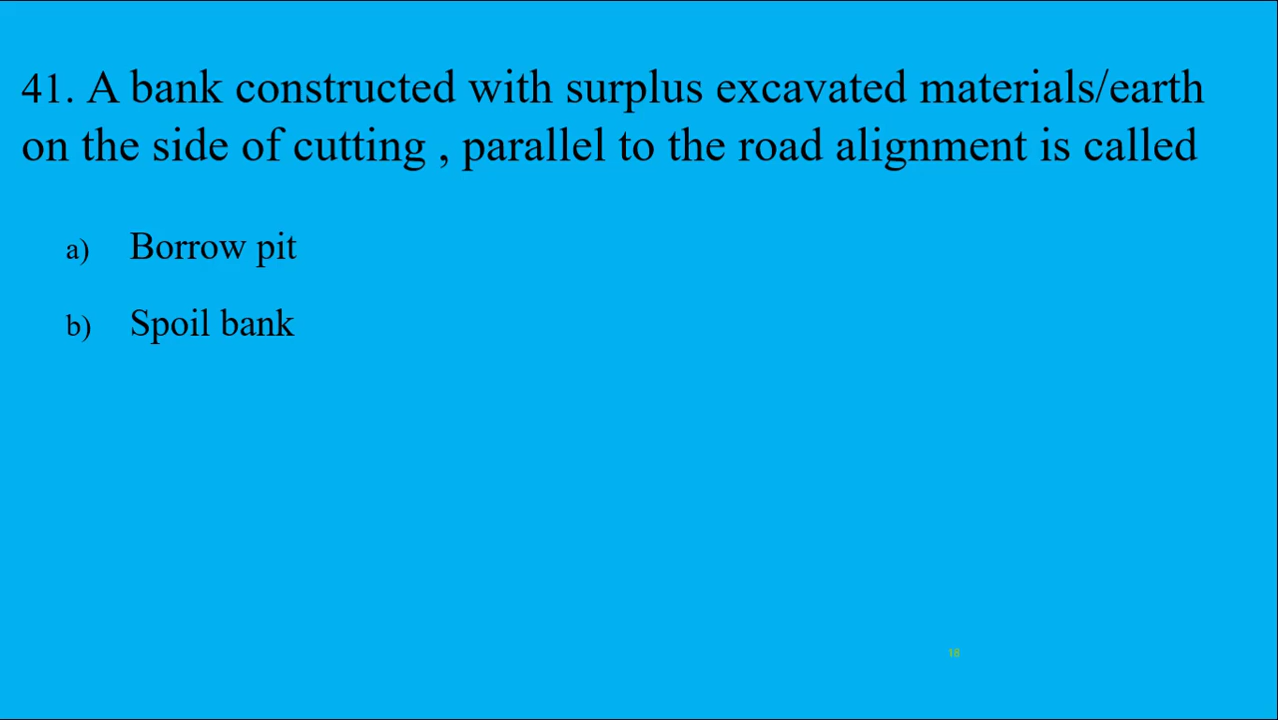 41. A bank constructed with surplus excavated materials/earth
on the side of cutting , parallel to the road alignment is called
a) Borrow pit
b) Spoil bank
18